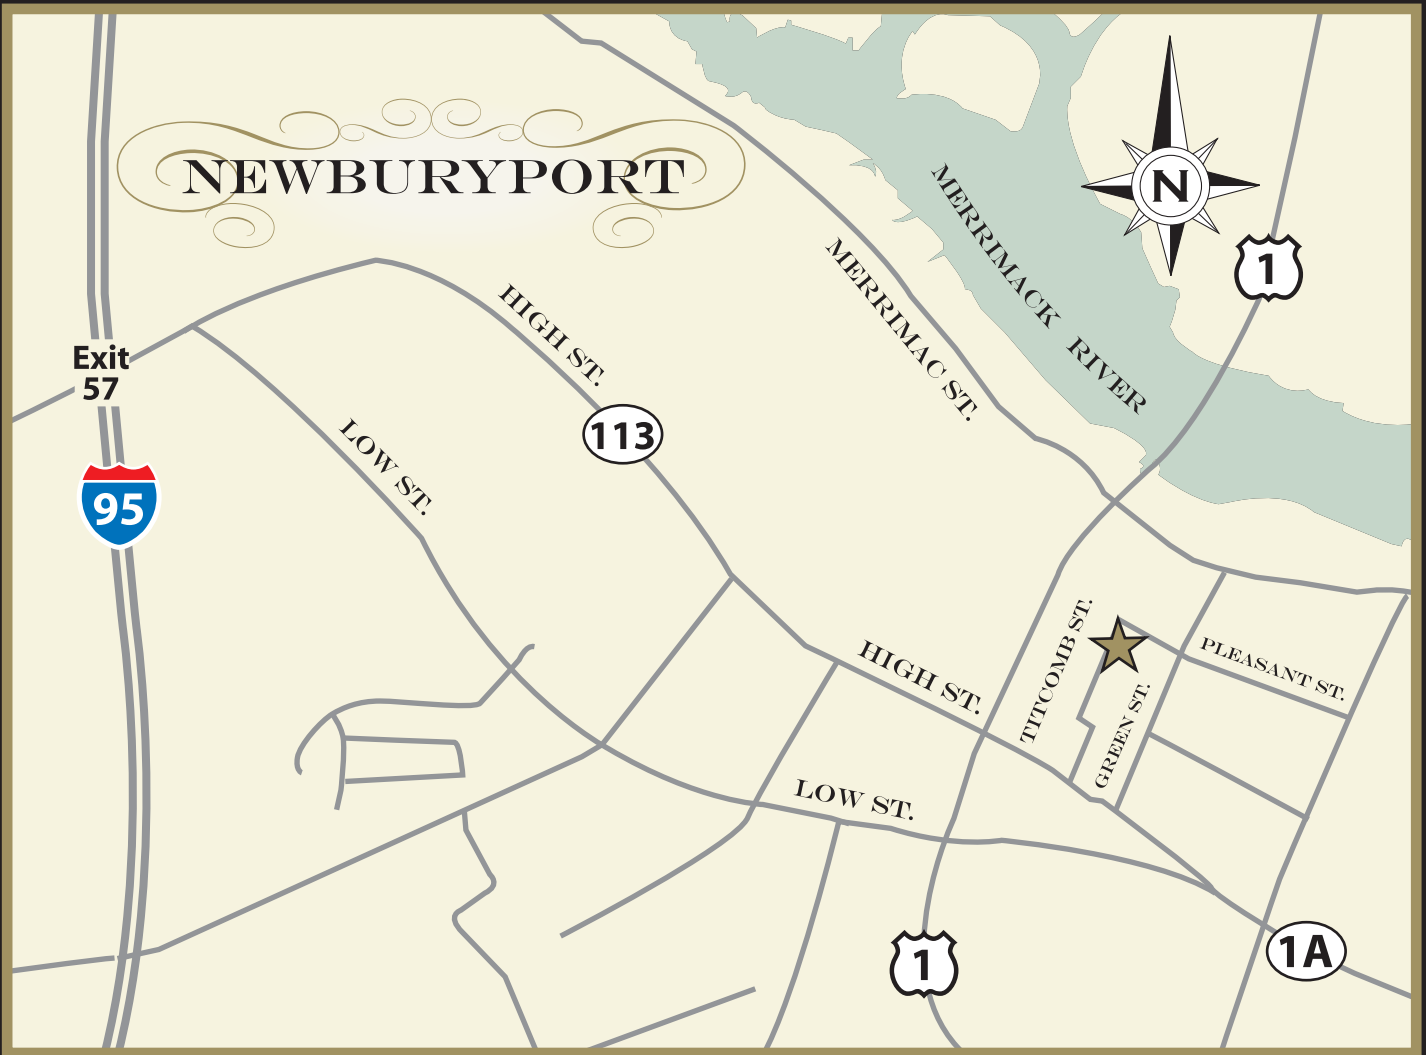 NEWBURYPORT
N
MERRIMACK RIVER
MERRIMAC ST.
1
HIGH ST.
Exit
57
113
LOW ST.
95
TITCOMB ST.
PLEASANT ST.
HIGH ST.
GREEN ST.
LOW ST.
1
1A